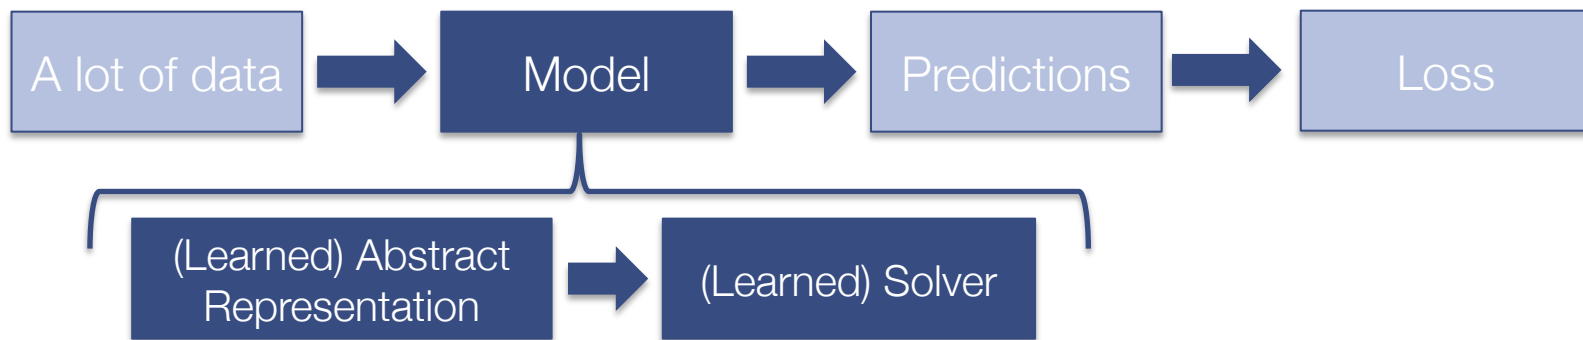 A lot of data
Model
Predictions
Loss
(Learned) Abstract
Representation
(Learned) Solver